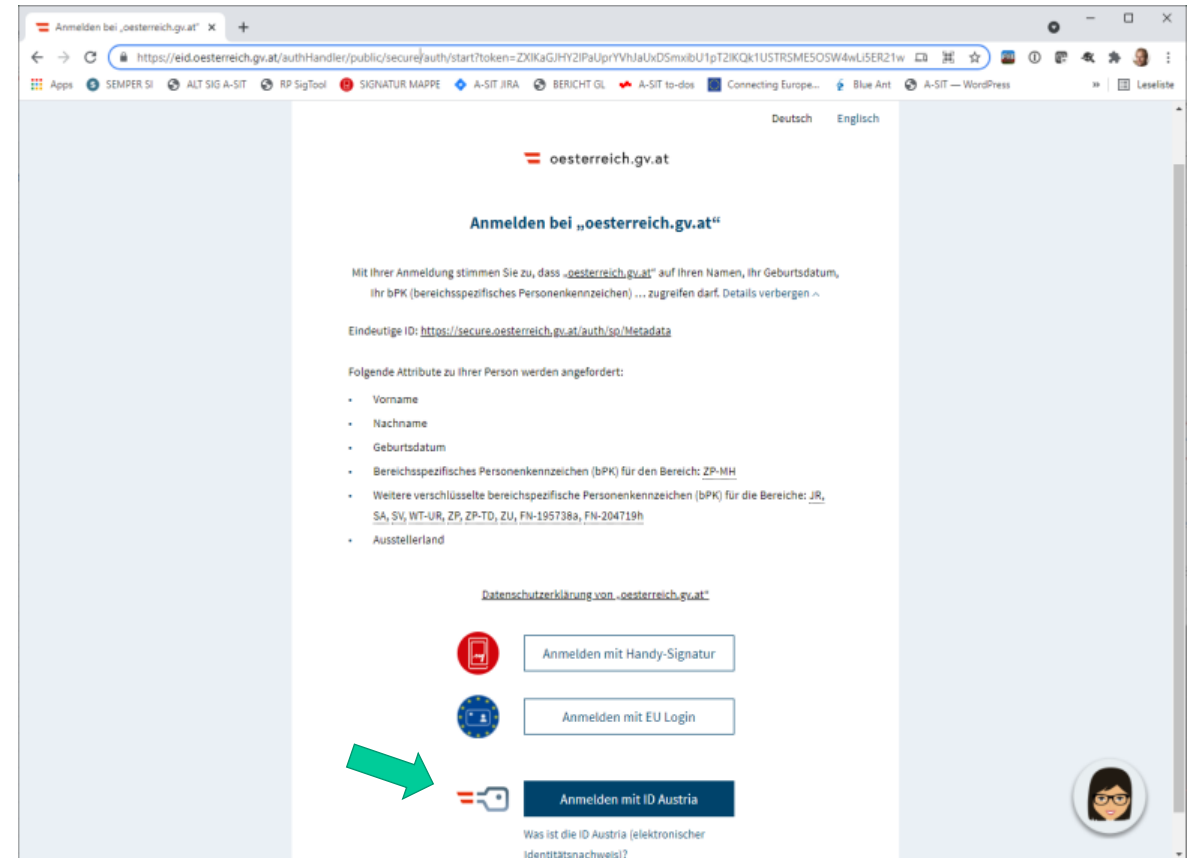 Anmelden bei „oesterreich.gv.at“
https://eid.oesterreich.gv.at/authHandler/public/secure/auth/start?token=
Apps SEMPER SI ALT SIG A-SIT RP SigTool SIGNATUR MAPPE A-SIT JIRA BERICHT GL A-SIT to-dos Connecting Europe... Blue Ant A-SIT — WordPress » Leseliste
Deutsch Englisch
oesterreich.gv.at
Anmelden bei „oesterreich.gv.at“
Mit Ihrer Anmeldung stimmen Sie zu, dass „oesterreich.gv.at“ auf Ihren Namen, Ihr Geburtsdatum,
Ihr bPK (bereichsspezifisches Personenkennzeichen) ... zugreifen darf. Details verbergen
Eindeutige ID: https://secure.oesterreich.gv.at/auth/sp/Metadata
Folgende Attribute zu Ihrer Person werden angefordert:
• Vorname
• Nachname
• Geburtsdatum
• Bereichsspezifisches Personenkennzeichen (bPK) für den Bereich: ZP-MH
• Weitere verschlüsselte bereichspezifische Personenkennzeichen (bPK) für die Bereiche: JR,
SA, SV, WT-UR, ZP, ZP-TD, ZU, FN-195738a, FN-204719h
• Ausstellerland
Datenschutzerklärung von „oesterreich.gv.at“
Anmelden mit Handy-Signatur
Anmelden mit EU Login
Anmelden mit ID Austria
Was ist die ID Austria (elektronischer
Identitätsnachweis)?